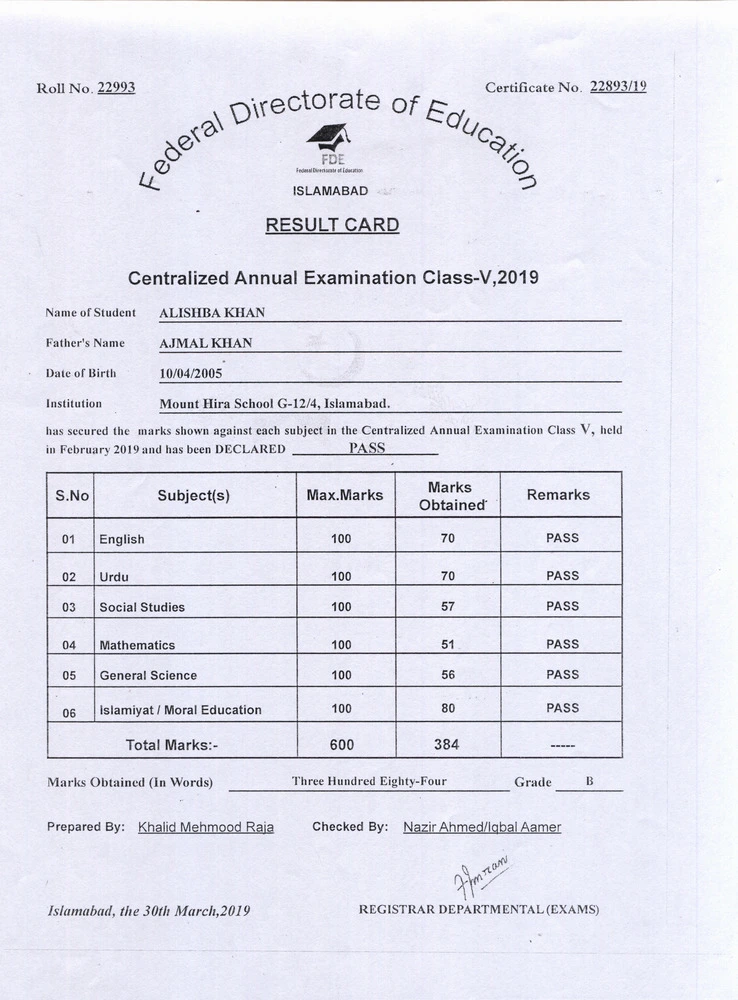 Roll No. 22993
Certificate No. 22893/19
Federal Directorate of Education
FDE
Federal Directorate of Education
ISLAMABAD
RESULT CARD
Centralized Annual Examination Class-V,2019
Name of Student ALISHBA KHAN
Father's Name AJMAL KHAN
Date of Birth 10/04/2005
Institution Mount Hira School G-12/4, Islamabad.
has secured the marks shown against each subject in the Centralized Annual Examination Class V, held
in February 2019 and has been DECLARED PASS
S.No Subject(s) Max.Marks Marks Obtained Remarks
01 English 100 70 PASS
02 Urdu 100 70 PASS
03 Social Studies 100 57 PASS
04 Mathematics 100 51 PASS
05 General Science 100 56 PASS
06 Islamiyat / Moral Education 100 80 PASS
Total Marks:- 600 384 -----
Marks Obtained (In Words) Three Hundred Eighty-Four Grade B
Prepared By: Khalid Mehmood Raja Checked By: Nazir Ahmed/Iqbal Aamer
Islamabad, the 30th March,2019 REGISTRAR DEPARTMENTAL (EXAMS)